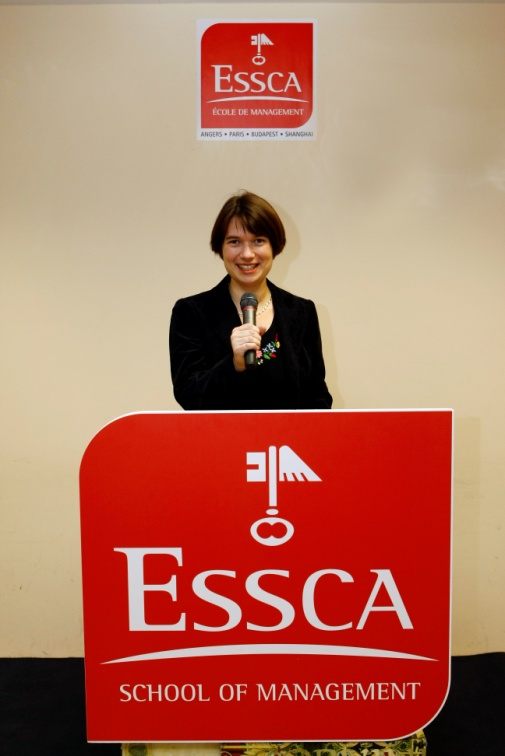 ESSCA
ÉCOLE DE MANAGEMENT
ANGERS • PARIS • BUDAPEST • SHANGHAI
ESSCA
SCHOOL OF MANAGEMENT